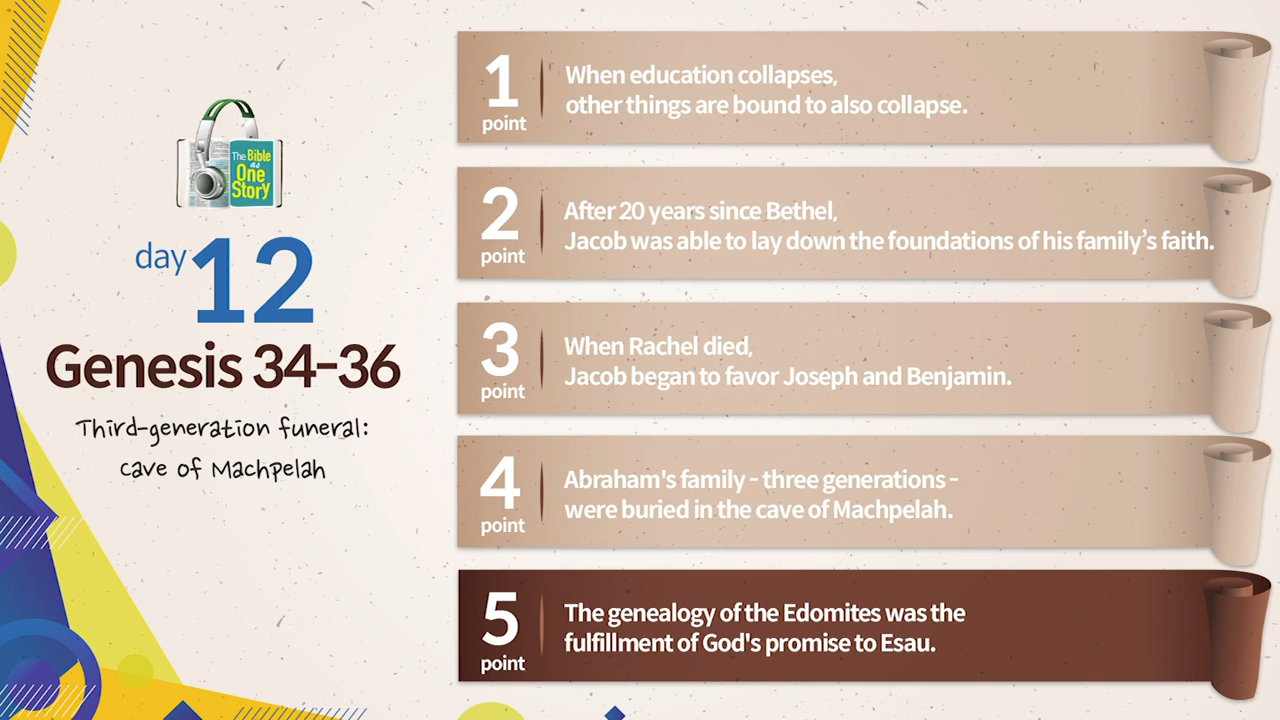 The Bible
as
One
Story
day 12
Genesis 34-36
Third-generation funeral:
cave of Machpelah
1
point
When education collapses,
other things are bound to also collapse.
2
point
After 20 years since Bethel,
Jacob was able to lay down the foundations of his family's faith.
3
point
When Rachel died,
Jacob began to favor Joseph and Benjamin.
4
point
Abraham's family - three generations -
were buried in the cave of Machpelah.
5
point
The genealogy of the Edomites was the
fulfillment of God's promise to Esau.